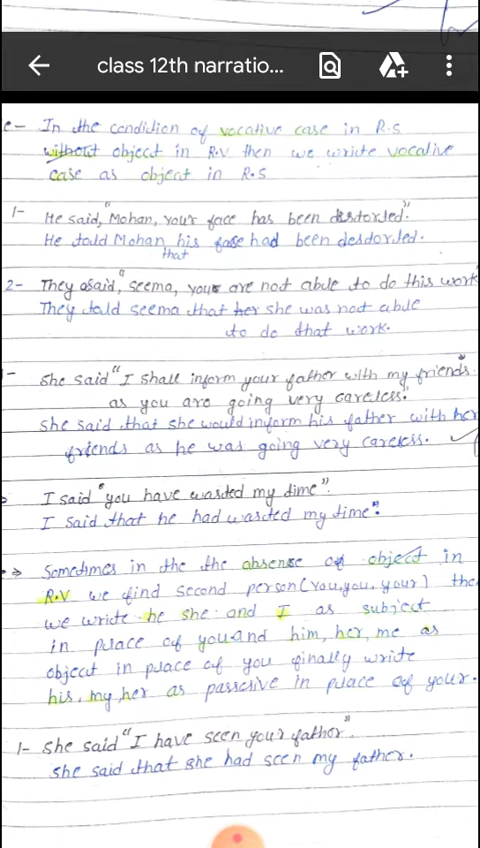 class 12th narratio...
e- In the condition of vocative case in R.S
without object in R.V then we write vocative
case as object in R.S
1- He said, "Mohan, your face has been desdorled".
He told Mohan that his face had been desdorled.
2- They said, "seema, you are not able to do this work
They told seema that her she was not able
to do that work.
She said "I shall inform your father with my friends
as you are going very careless".
She said that she would inform his father with her
friends as he was going very careless.
I said "you have wasted my time".
I said that he had wasted my time".
Sometimes in the the absense of object in
R.V we find second person (You, you, your) the
we write he she and I as subject
in place of you and him, her, me as
object in place of you finally write
his, my, her as passesive in place of your.
1- She said "I have seen your father".
She said that she had seen my father.